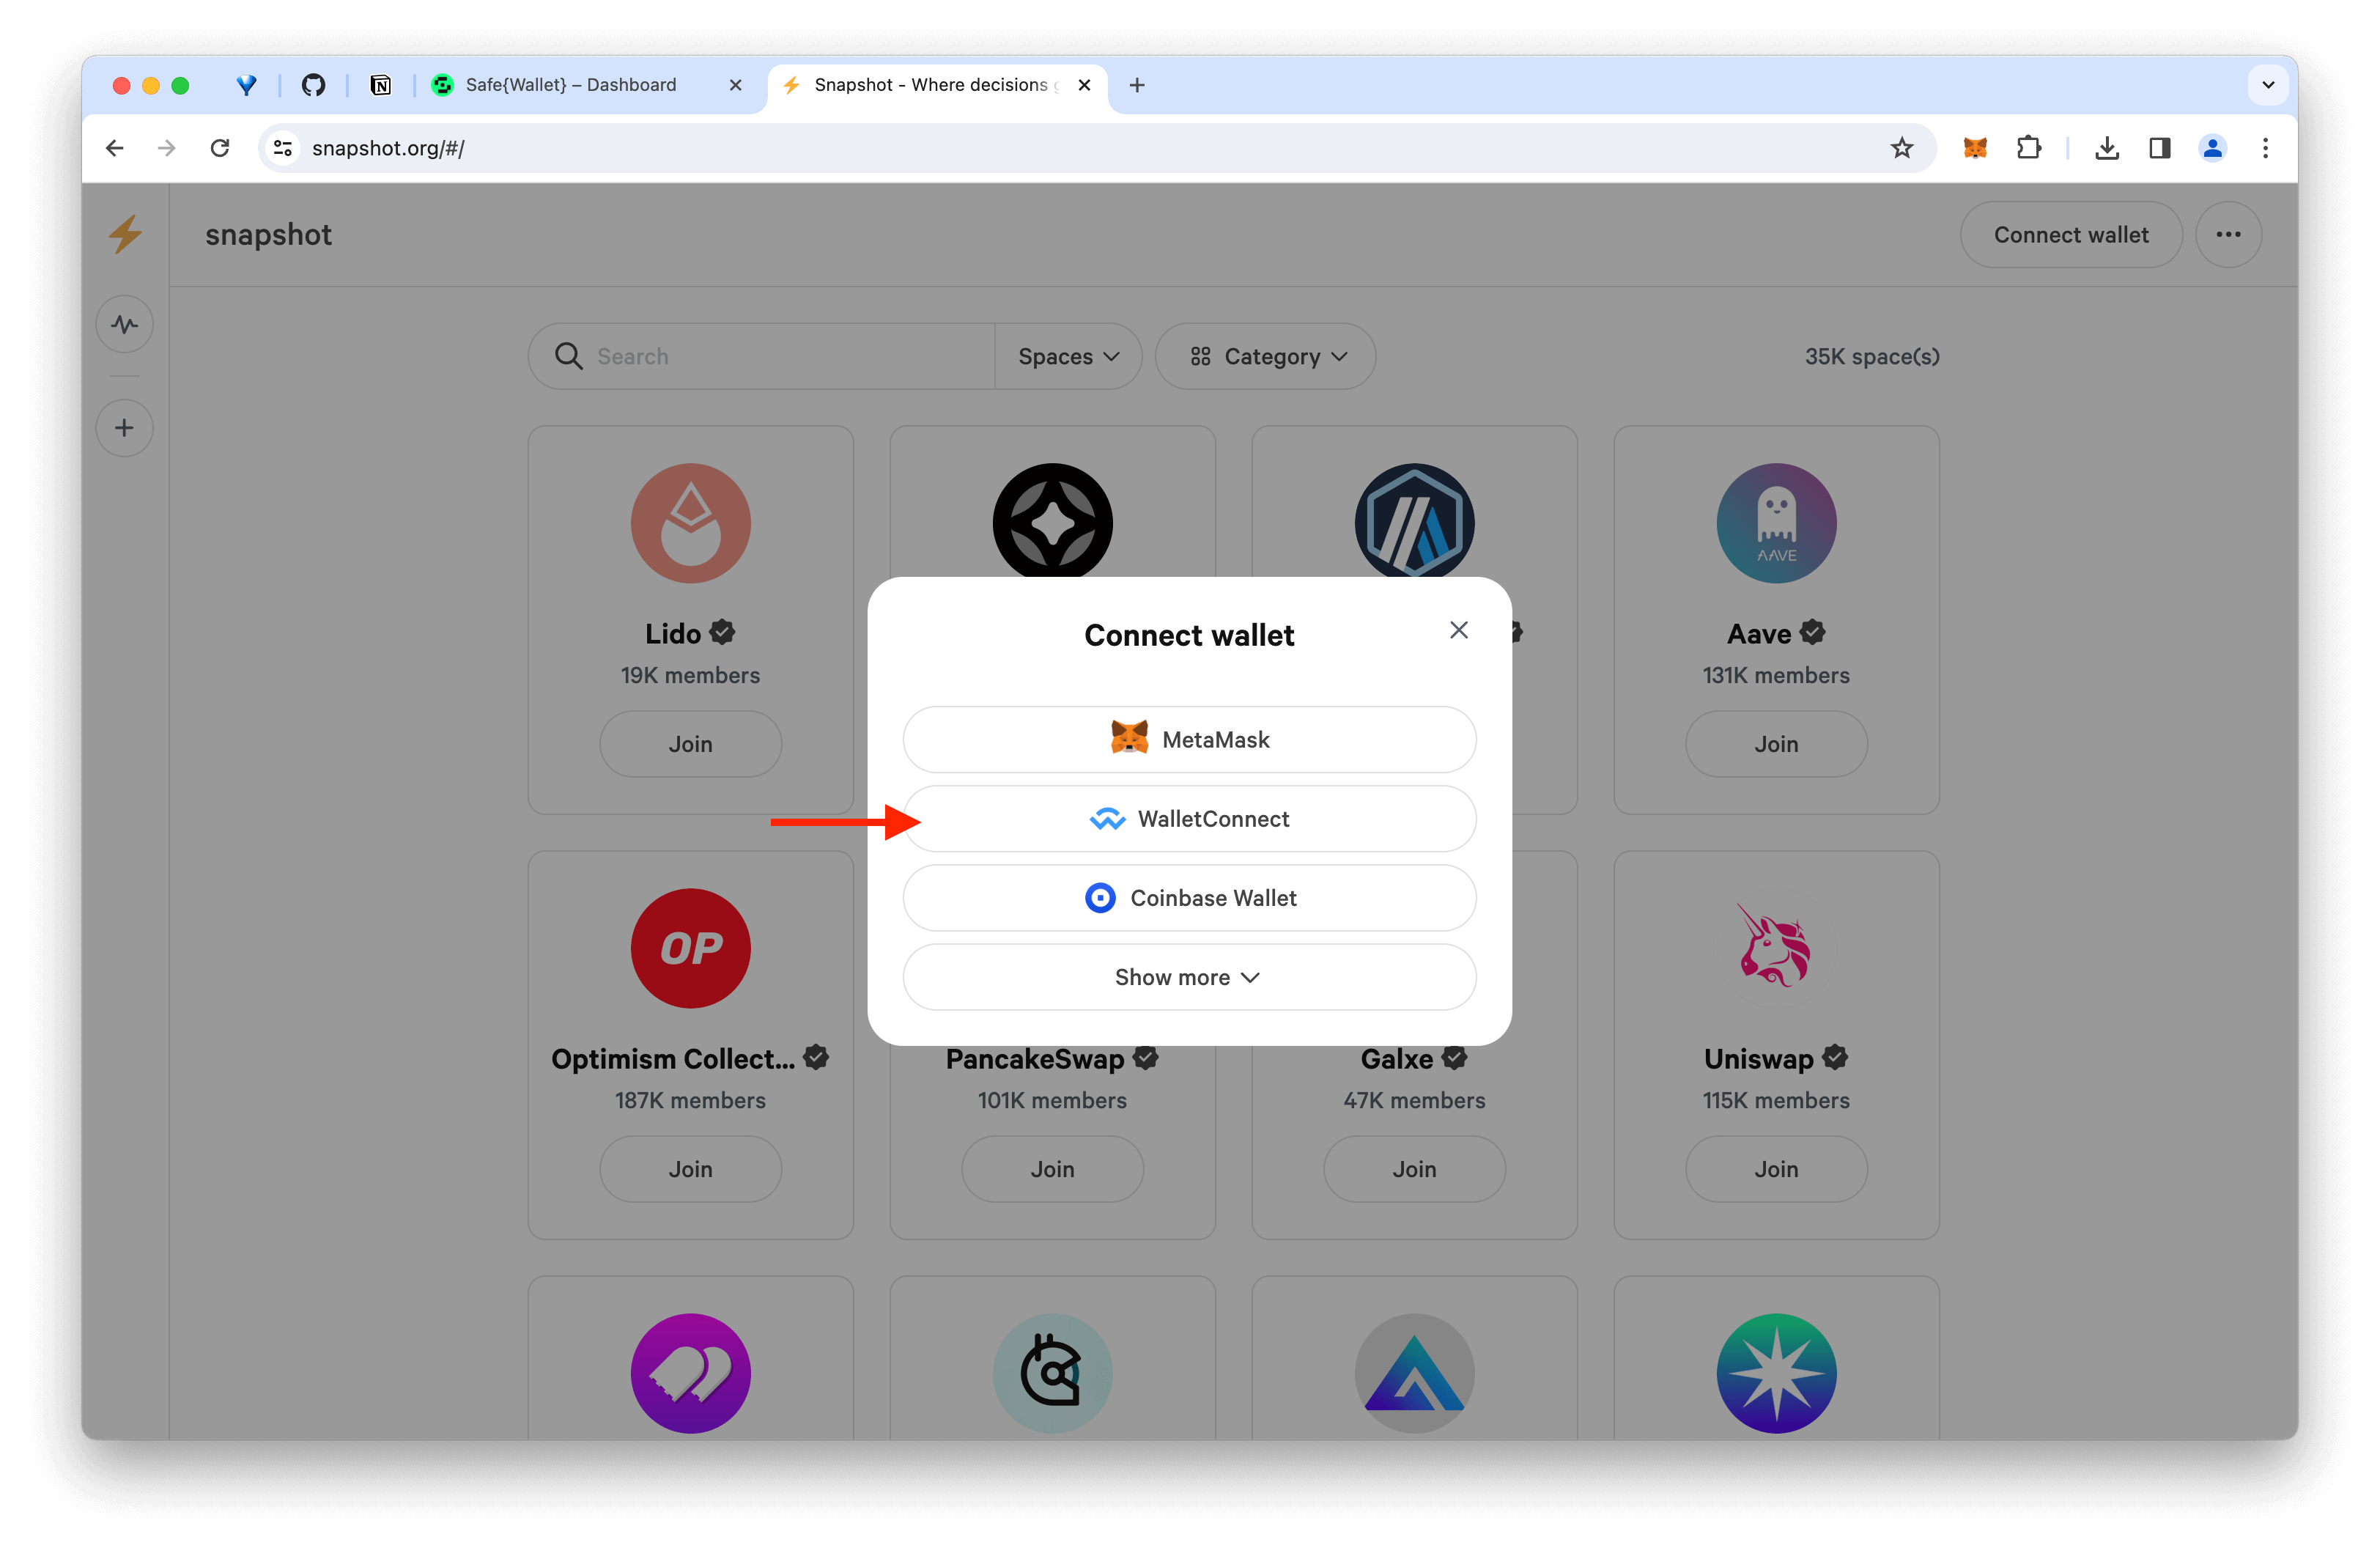 Safe{Wallet} – Dashboard
Snapshot - Where decisions
snapshot.org/#/
snapshot
Connect wallet
Search
Spaces
Category
35K space(s)
AAVE
Lido
19K members
Join
Aave
131K members
Join
Connect wallet
MetaMask
WalletConnect
Coinbase Wallet
Show more
OP
Optimism Collect...
187K members
Join
PancakeSwap
101K members
Join
Galxe
47K members
Join
Uniswap
115K members
Join